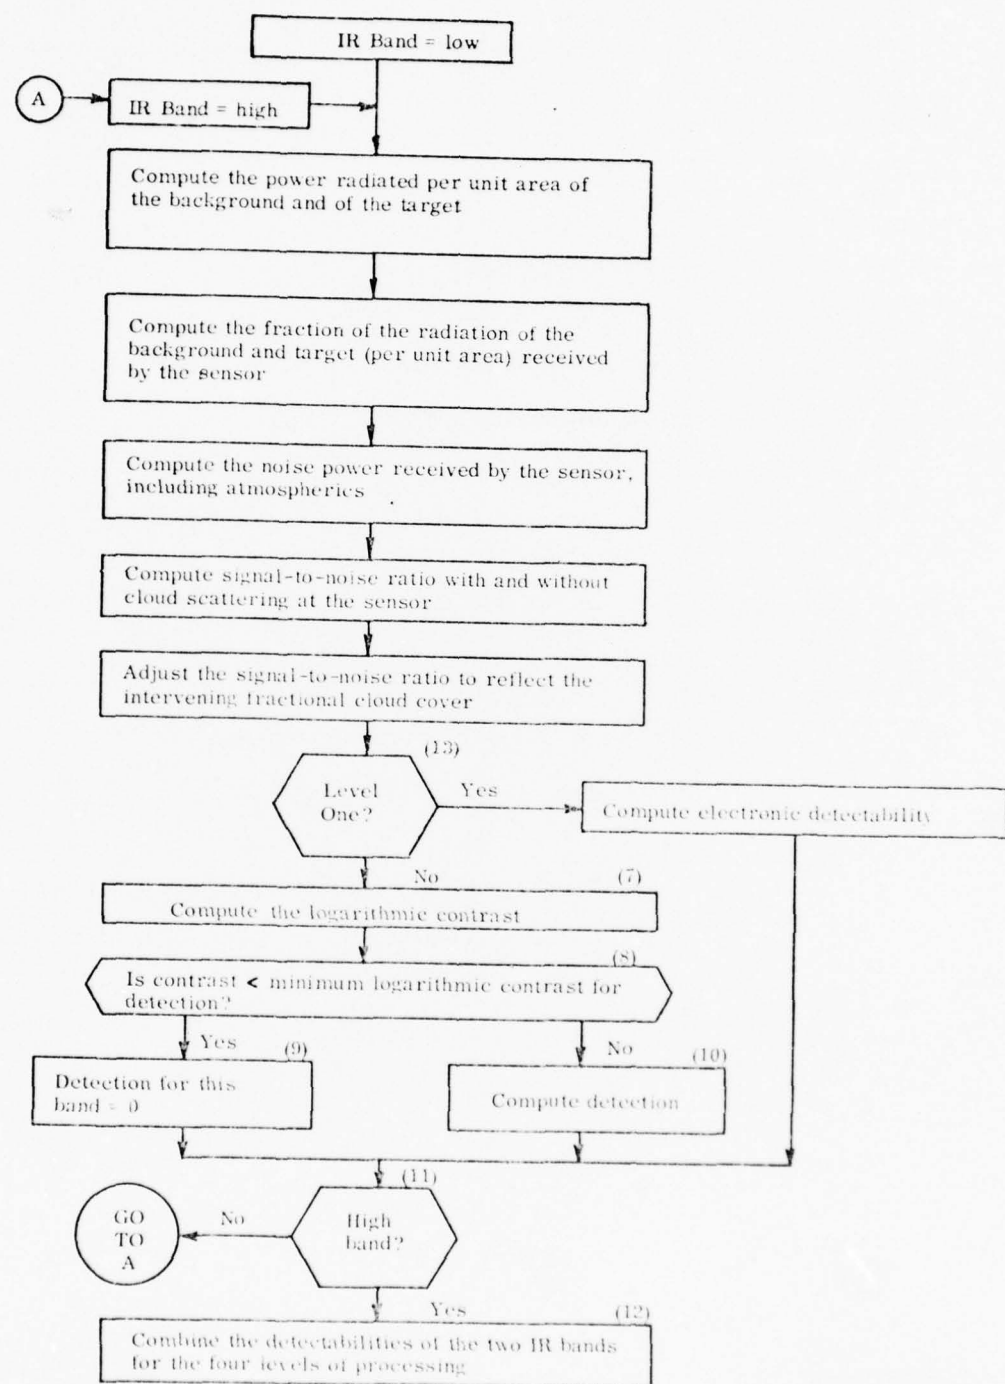 IR Band = low
A
IR Band = high
Compute the power radiated per unit area of
the background and of the target
Compute the fraction of the radiation of the
background and target (per unit area) received
by the sensor
Compute the noise power received by the sensor,
including atmospherics
Compute signal-to-noise ratio with and without
cloud scattering at the sensor
Adjust the signal-to-noise ratio to reflect the
intervening fractional cloud cover
(13)
Level
One?
Yes
Compute electronic detectability
No
(7)
Compute the logarithmic contrast
(8)
Is contrast < minimum logarithmic contrast for
detection?
Yes
(9)
No
(10)
Detection for this
band = 0
Compute detection
(11)
GO
TO
A
No
High
band?
Yes
(12)
Combine the detectabilities of the two IR bands
for the four levels of processing